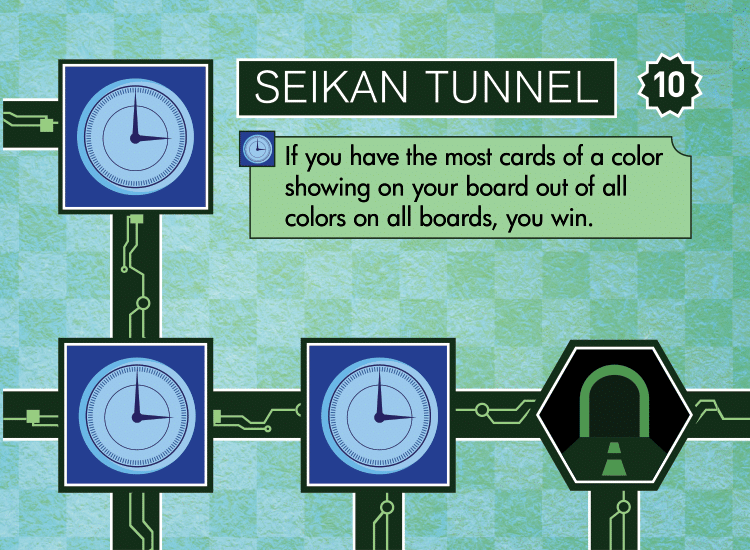 SEIKAN TUNNEL
10
If you have the most cards of a color
showing on your board out of all
colors on all boards, you win.